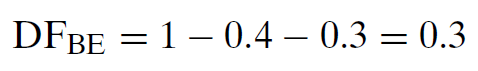 DF_BE = 1 − 0.4 − 0.3 = 0.3